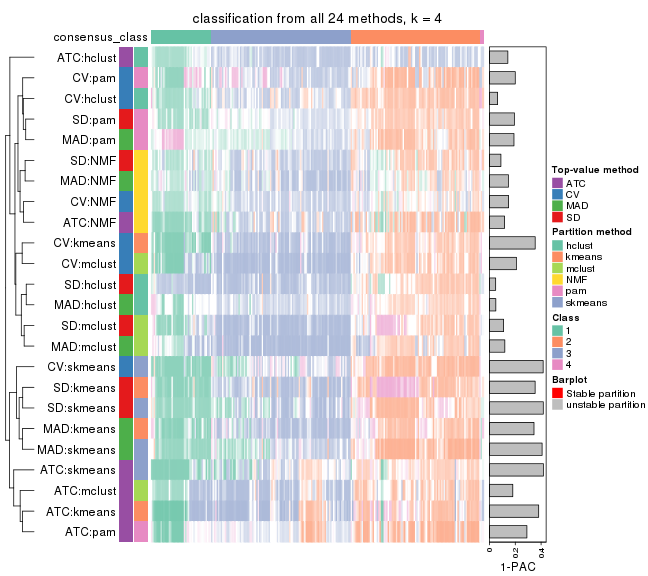 classification from all 24 methods, k = 4
consensus_class
ATC:hclust
CV:pam
CV:hclust
SD:pam
MAD:pam
SD:NMF
MAD:NMF
CV:NMF
ATC:NMF
CV:kmeans
CV:mclust
SD:hclust
MAD:hclust
SD:mclust
MAD:mclust
CV:skmeans
SD:kmeans
SD:skmeans
MAD:kmeans
MAD:skmeans
ATC:skmeans
ATC:mclust
ATC:kmeans
ATC:pam
0
0.2
0.4
1-PAC
Top-value method
ATC
CV
MAD
SD
Partition method
hclust
kmeans
mclust
NMF
pam
skmeans
Class
1
2
3
4
Barplot
Stable partition
unstable partition